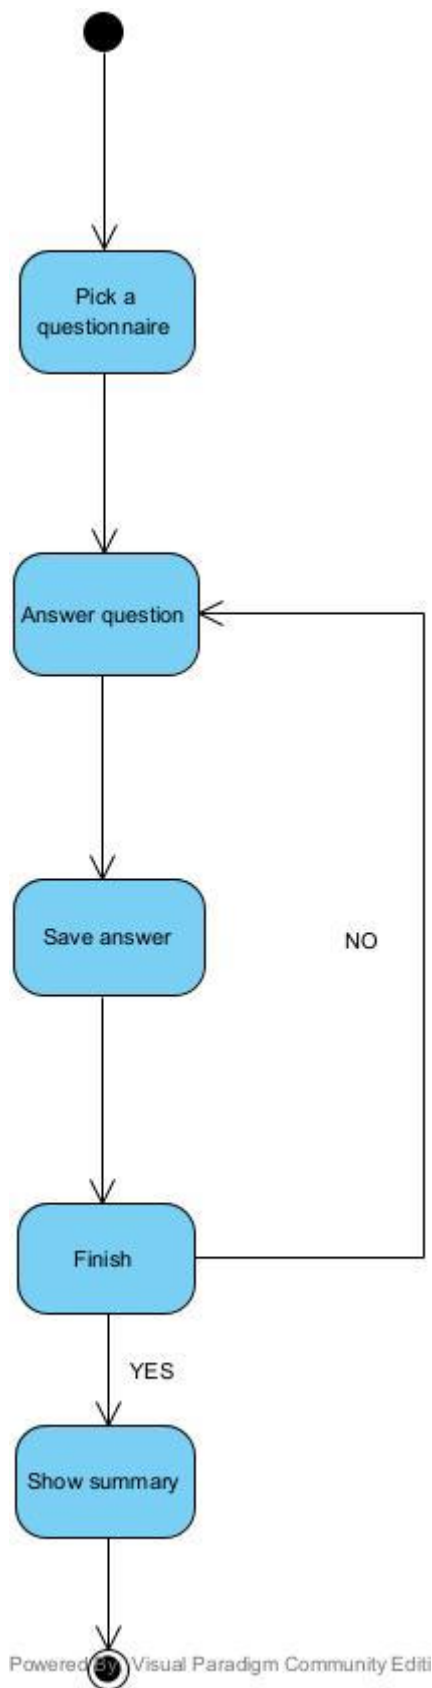 Pick a
questionnaire
Answer question
Save answer
NO
Finish
YES
Show summary
Powered By Visual Paradigm Community Editi